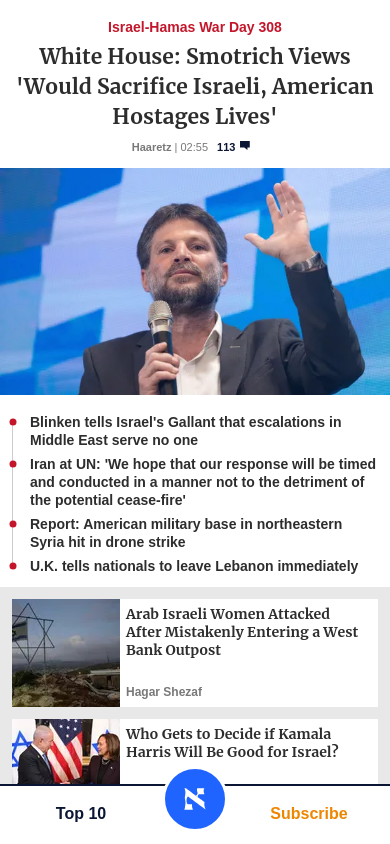 Israel-Hamas War Day 308
White House: Smotrich Views
'Would Sacrifice Israeli, American
Hostages Lives'
Haaretz | 02:55 113
Blinken tells Israel's Gallant that escalations in
Middle East serve no one
Iran at UN: 'We hope that our response will be timed
and conducted in a manner not to the detriment of
the potential cease-fire'
Report: American military base in northeastern
Syria hit in drone strike
U.K. tells nationals to leave Lebanon immediately
Arab Israeli Women Attacked
After Mistakenly Entering a West
Bank Outpost
Hagar Shezaf
Who Gets to Decide if Kamala
Harris Will Be Good for Israel?
Top 10
א
Subscribe